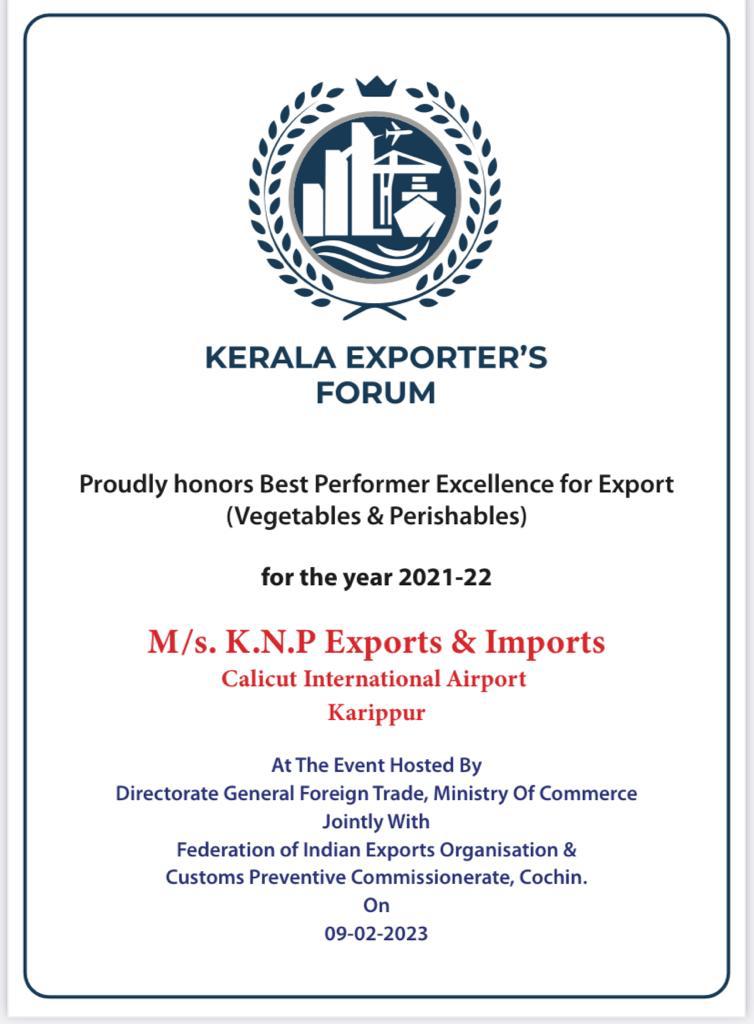 KERALA EXPORTER’S
FORUM
Proudly honors Best Performer Excellence for Export
(Vegetables & Perishables)
for the year 2021-22
M/s. K.N.P Exports & Imports
Calicut International Airport
Karippur
At The Event Hosted By
Directorate General Foreign Trade, Ministry Of Commerce
Jointly With
Federation of Indian Exports Organisation &
Customs Preventive Commissionerate, Cochin.
On
09-02-2023